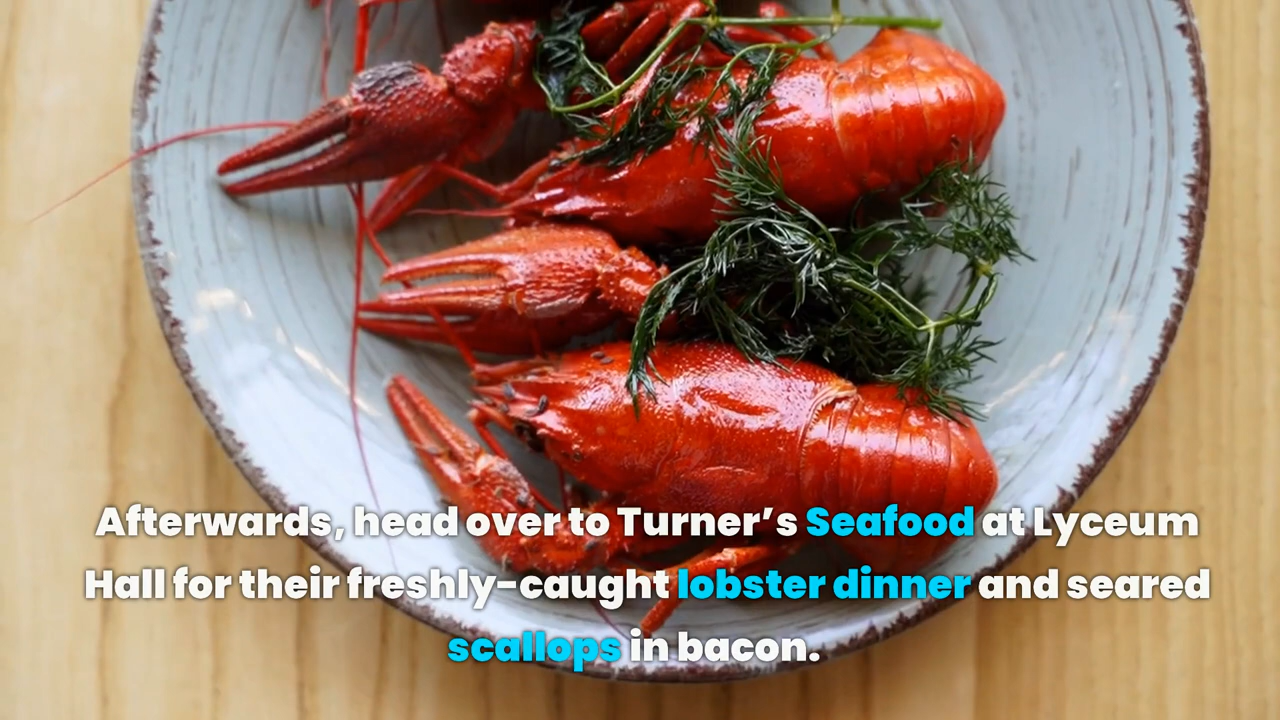 Afterwards, head over to Turner’s Seafood at Lyceum
Hall for their freshly-caught lobster dinner and seared
scallops in bacon.